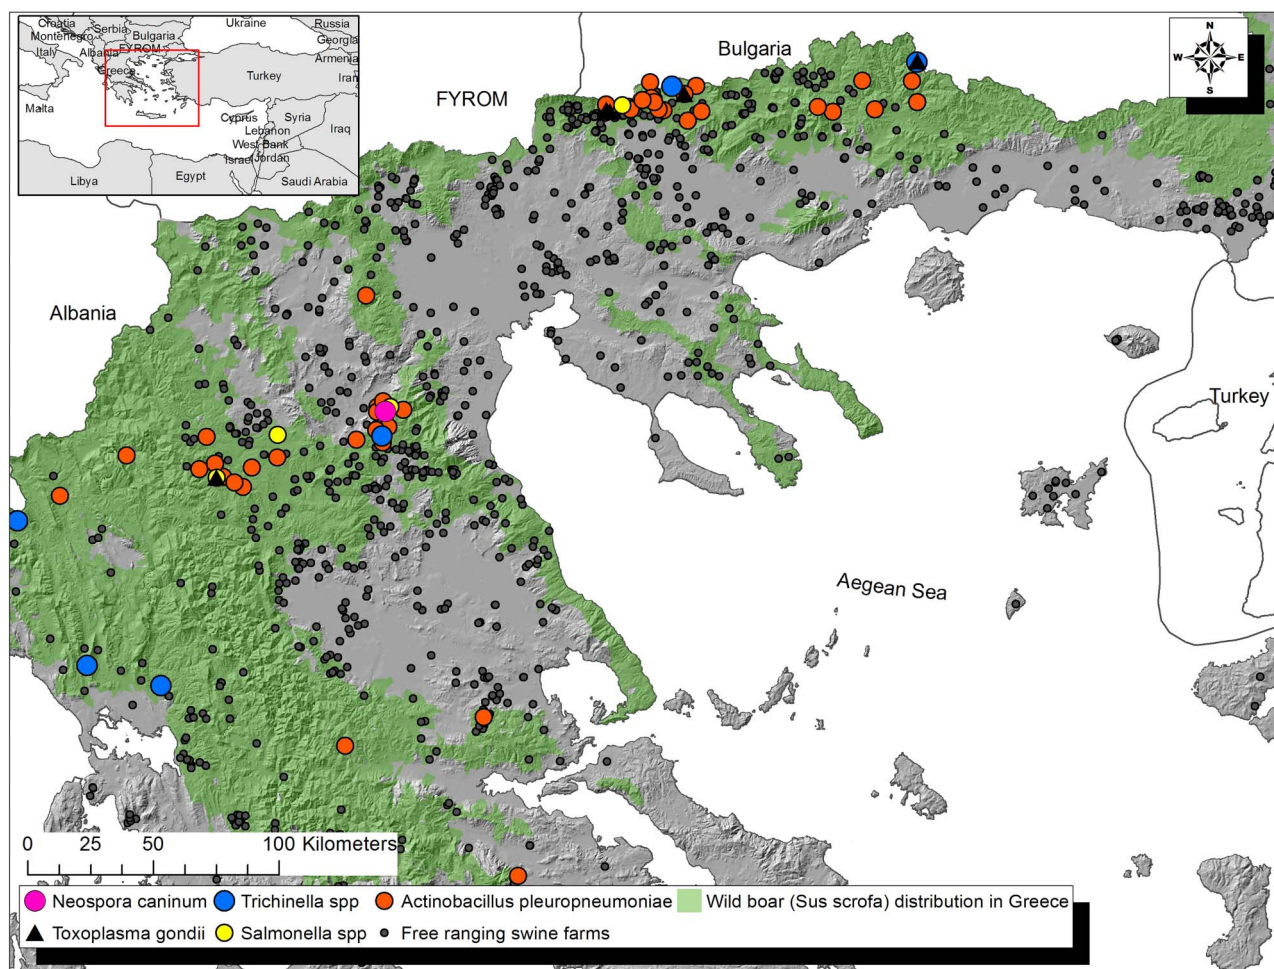 Croatia
Ukraine
Russia
Serbia
Montenegro
Bulgaria
Georgia
Italy
Albania
FYROM
Armenia
Greece
Turkey
Iran
Malta
Cyprus
Syria
Lebanon
Iraq
West Bank
Israel
Jordan
Libya
Egypt
Saudi Arabia
Bulgaria
N
W E
S
FYROM
Albania
Turkey
Aegean Sea
0 25 50 100 Kilometers
Neospora caninum Trichinella spp Actinobacillus pleuropneumoniae Wild boar (Sus scrofa) distribution in Greece
Toxoplasma gondii Salmonella spp Free ranging swine farms